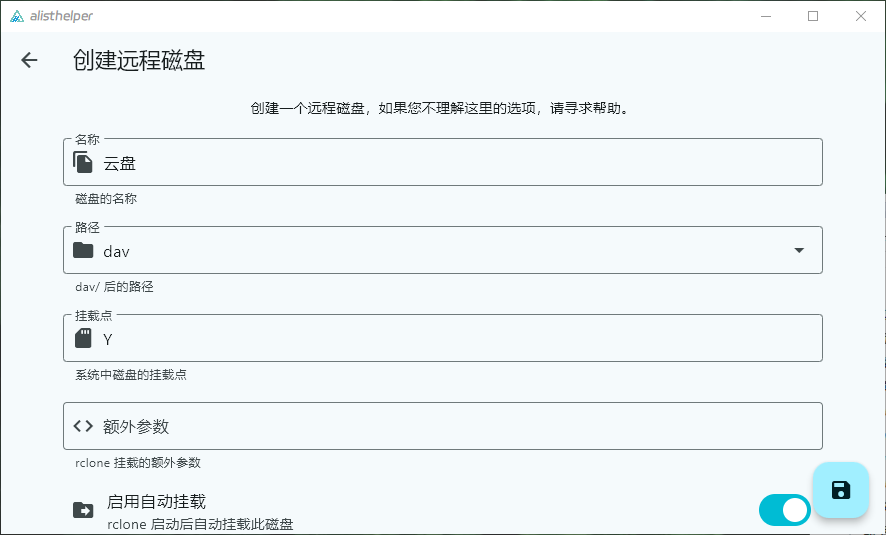 alisthelper
创建远程磁盘
创建一个远程磁盘，如果您不理解这里的选项，请寻求帮助。
名称
云盘
磁盘的名称
路径
dav
dav/ 后的路径
挂载点
Y
系统中磁盘的挂载点
额外参数
rclone 挂载的额外参数
启用自动挂载
rclone 启动后自动挂载此磁盘